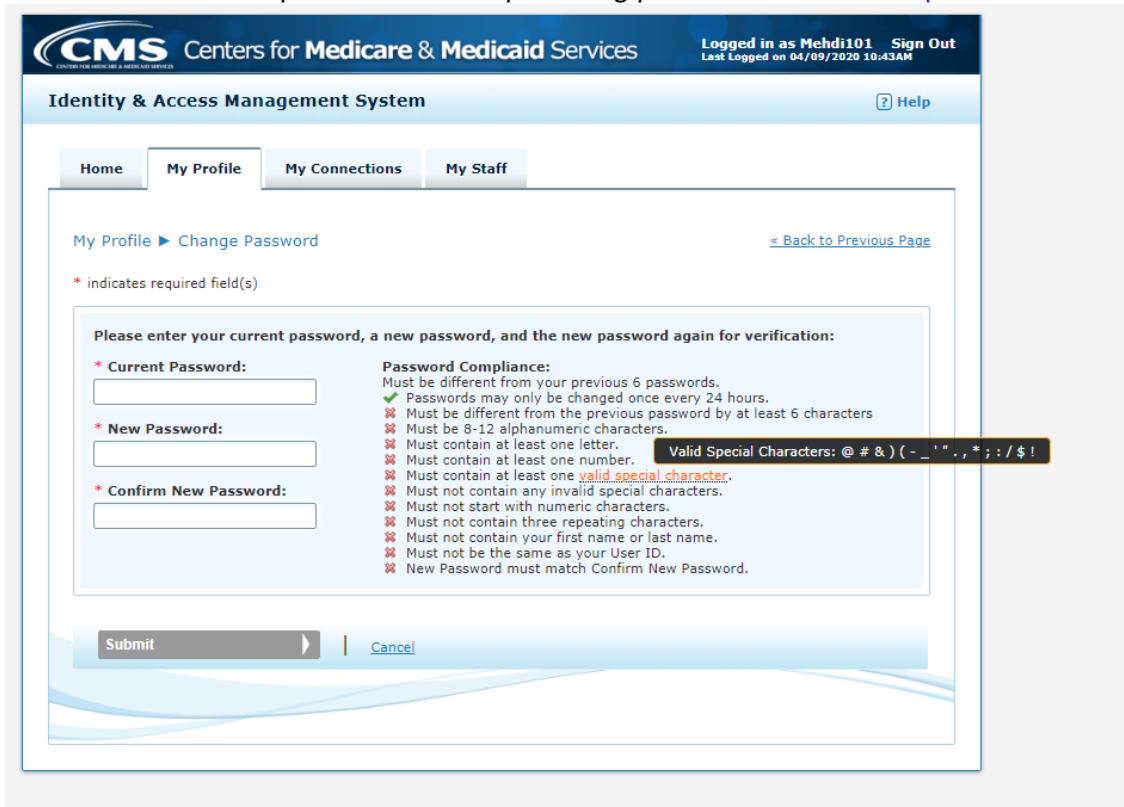 CMS Centers for Medicare & Medicaid Services
CENTERS FOR MEDICARE & MEDICAID SERVICES
Logged in as Mehdi101 Sign Out
Last Logged on 04/09/2020 10:43AM
Identity & Access Management System
? Help
Home My Profile My Connections My Staff
My Profile ► Change Password
« Back to Previous Page
* indicates required field(s)
Please enter your current password, a new password, and the new password again for verification:
* Current Password:
* New Password:
* Confirm New Password:
Password Compliance:
Must be different from your previous 6 passwords.
Passwords may only be changed once every 24 hours.
Must be different from the previous password by at least 6 characters
Must be 8-12 alphanumeric characters.
Must contain at least one letter.
Must contain at least one number.
Must contain at least one valid special character.
Must not contain any invalid special characters.
Must not start with numeric characters.
Must not contain three repeating characters.
Must not contain your first name or last name.
Must not be the same as your User ID.
New Password must match Confirm New Password.
Valid Special Characters: @ # & ) ( - _ ' " . , * ; : / $ !
Submit
Cancel